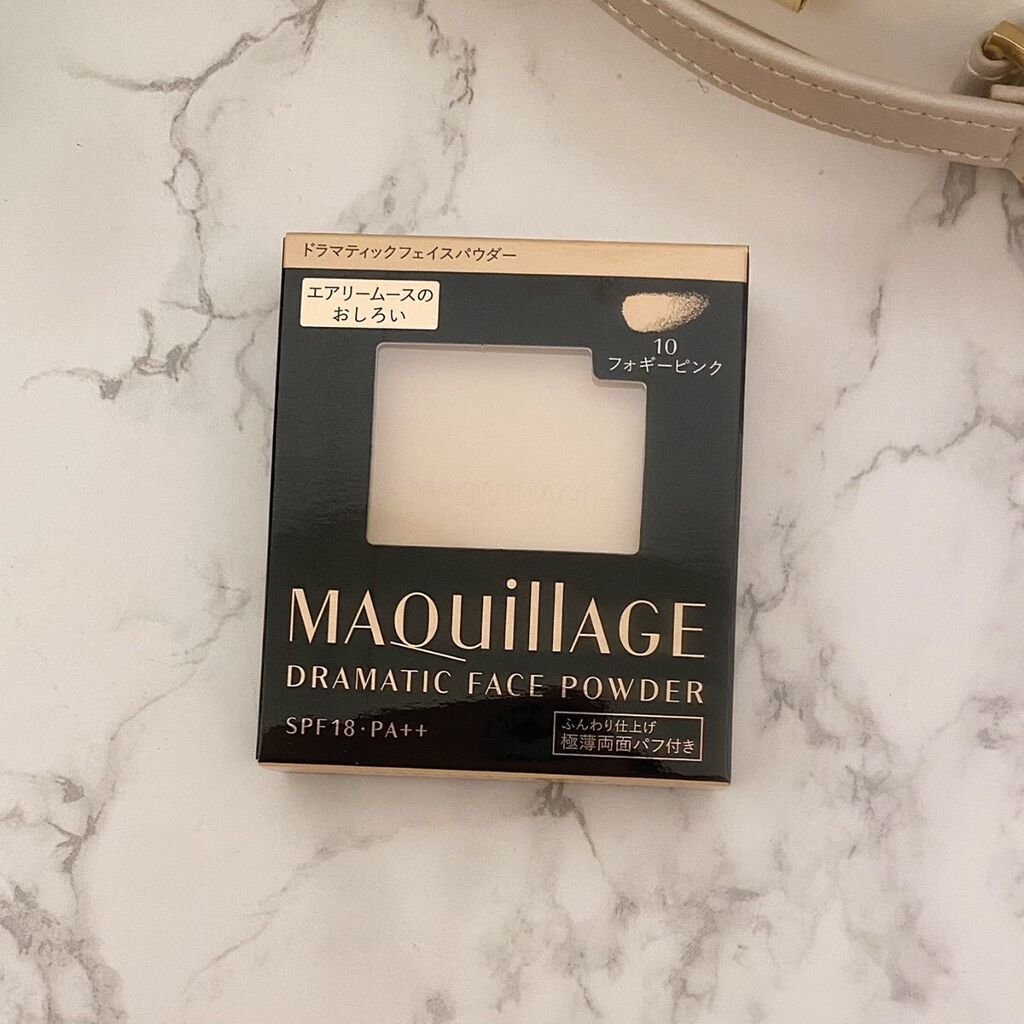 ドラマティックフェイスパウダー
エアリームースの
おしろい
10
フォギーピンク
MAQUILLAGE
MAQuillAGE
DRAMATIC FACE POWDER
SPF18・PA++
ふんわり仕上げ
極薄両面パフ付き